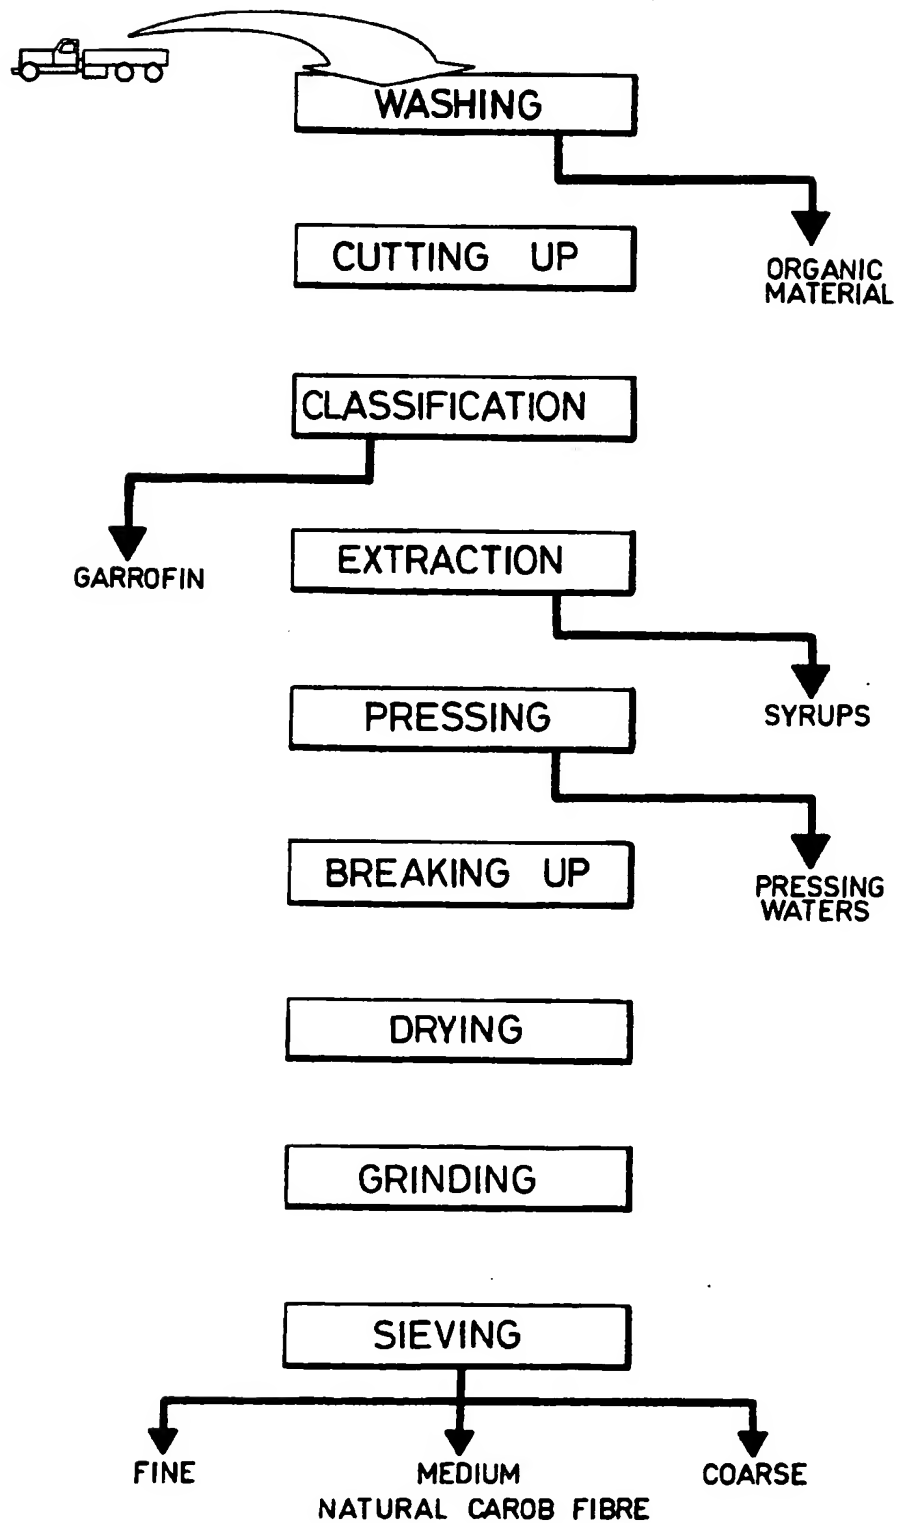 WASHING
ORGANIC
MATERIAL
CUTTING UP
CLASSIFICATION
GARROFIN
EXTRACTION
SYRUPS
PRESSING
PRESSING
WATERS
BREAKING UP
DRYING
GRINDING
SIEVING
FINE MEDIUM COARSE
NATURAL CAROB FIBRE